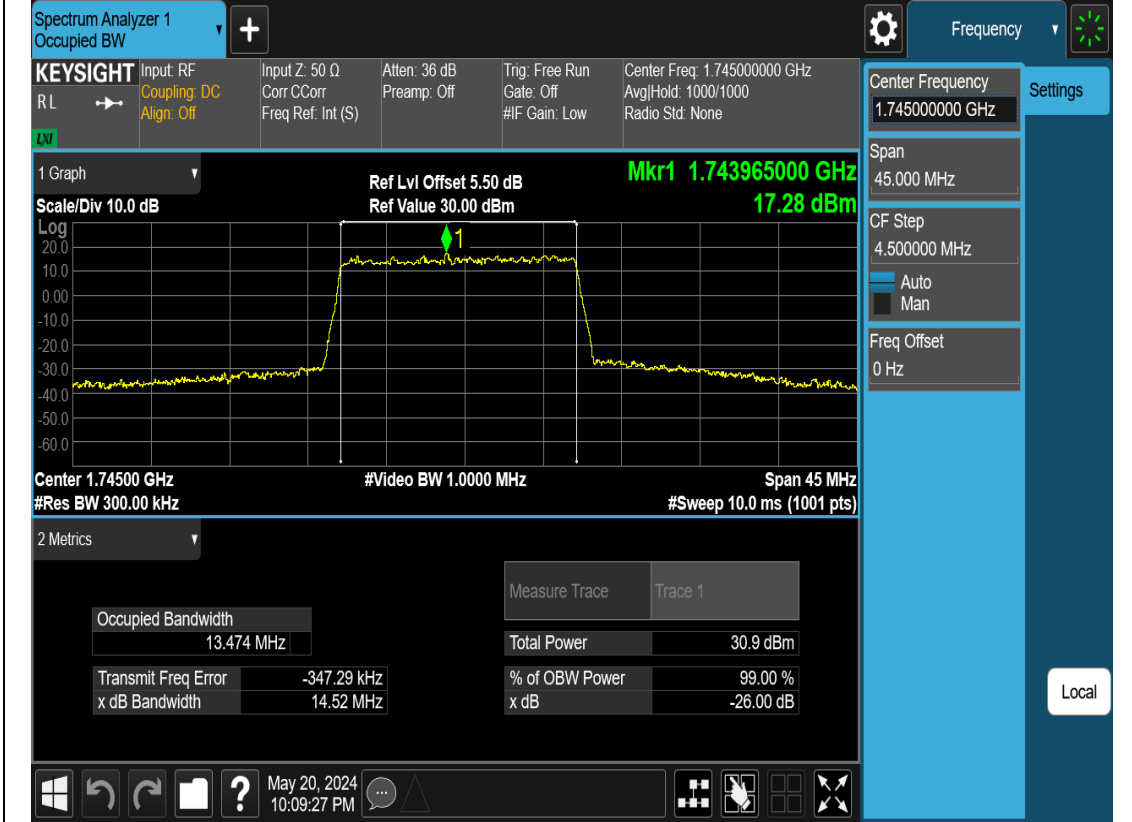 Spectrum Analyzer 1
Occupied BW
+
Frequency
KEYSIGHT
RL
LXI
Input: RF
Coupling: DC
Align: Off
Input Z: 50 Ω
Corr CCorr
Freq Ref: Int (S)
Atten: 36 dB
Preamp: Off
Trig: Free Run
Gate: Off
#IF Gain: Low
Center Freq: 1.745000000 GHz
Avg|Hold: 1000/1000
Radio Std: None
Center Frequency
1.745000000 GHz
Settings
Span
45.000 MHz
CF Step
4.500000 MHz
Auto
Man
Freq Offset
0 Hz
Local
1 Graph
Scale/Div 10.0 dB
Ref Lvl Offset 5.50 dB
Ref Value 30.00 dBm
Mkr1 1.743965000 GHz
17.28 dBm
Log
20.0
10.0
0.00
-10.0
-20.0
-30.0
-40.0
-50.0
-60.0
1
Center 1.74500 GHz
#Res BW 300.00 kHz
#Video BW 1.0000 MHz
Span 45 MHz
#Sweep 10.0 ms (1001 pts)
2 Metrics
Measure Trace Trace 1
Occupied Bandwidth
13.474 MHz
Total Power 30.9 dBm
Transmit Freq Error -347.29 kHz
% of OBW Power 99.00 %
x dB Bandwidth 14.52 MHz
x dB -26.00 dB
?
May 20, 2024
10:09:27 PM